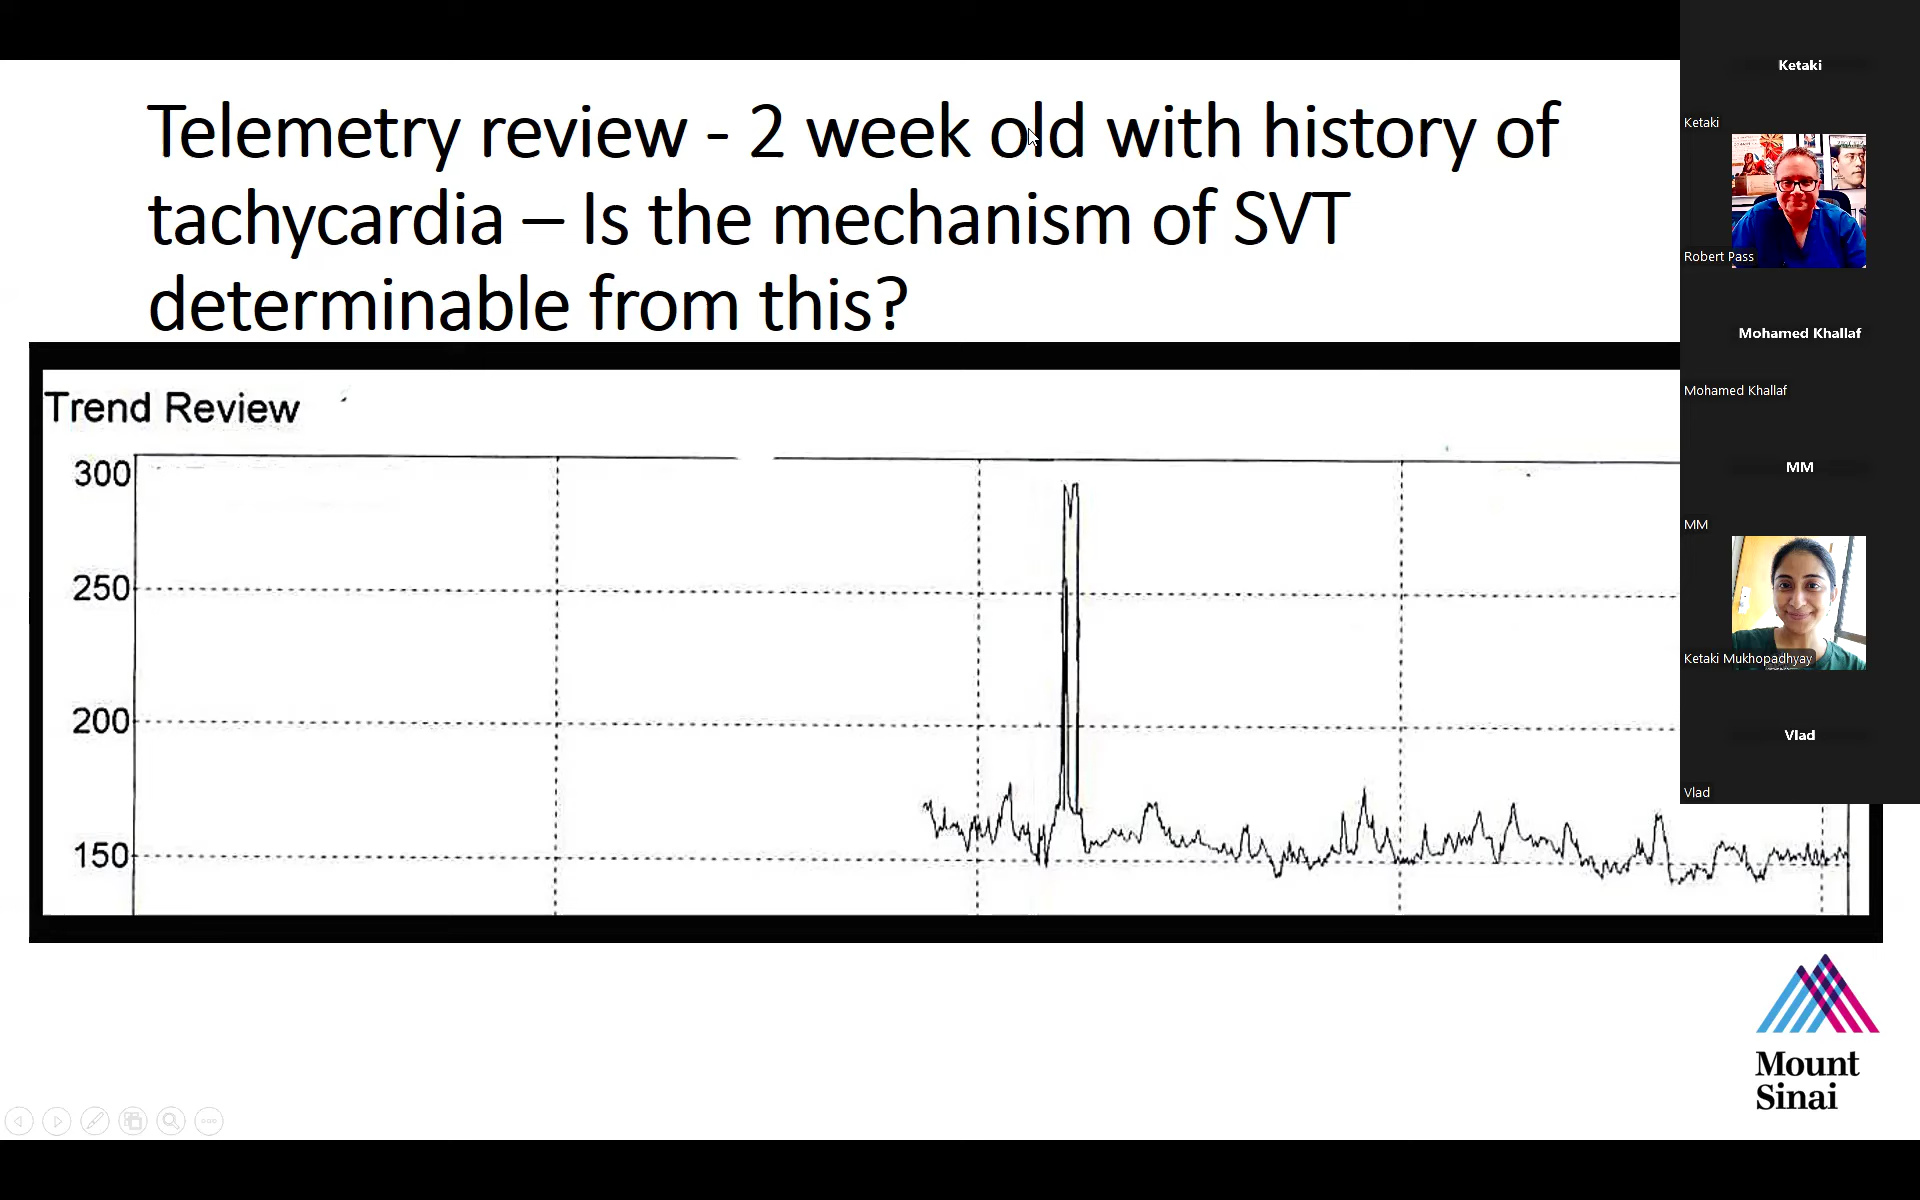 Telemetry review - 2 week old with history of
tachycardia – Is the mechanism of SVT
determinable from this?
Trend Review
300
250
200
150
Mount
Sinai
Ketaki
Ketaki
Robert Pass
Mohamed Khallaf
Mohamed Khallaf
MM
MM
Ketaki Mukhopadhyay
Vlad
Vlad